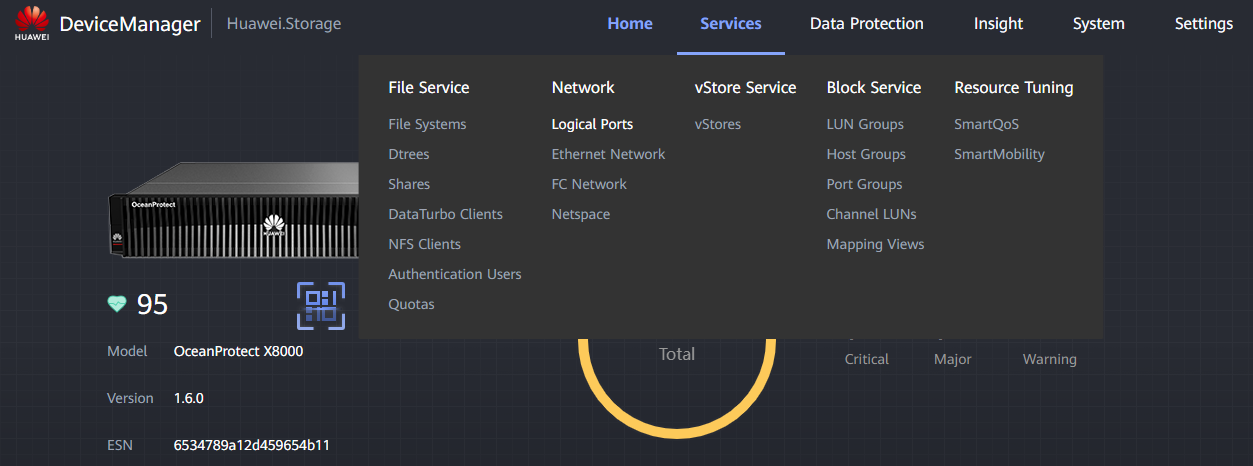 HUAWEI DeviceManager Huawei.Storage Home Services Data Protection Insight System Settings
File Service Network vStore Service Block Service Resource Tuning
File Systems Logical Ports vStores LUN Groups SmartQoS
Dtrees Ethernet Network Host Groups SmartMobility
Shares FC Network Port Groups
DataTurbo Clients Netspace Channel LUNs
NFS Clients Mapping Views
Authentication Users
Quotas
OceanProtect
HUAWEI
95
Model OceanProtect X8000
Total
Critical Major Warning
Version 1.6.0
ESN 6534789a12d459654b11